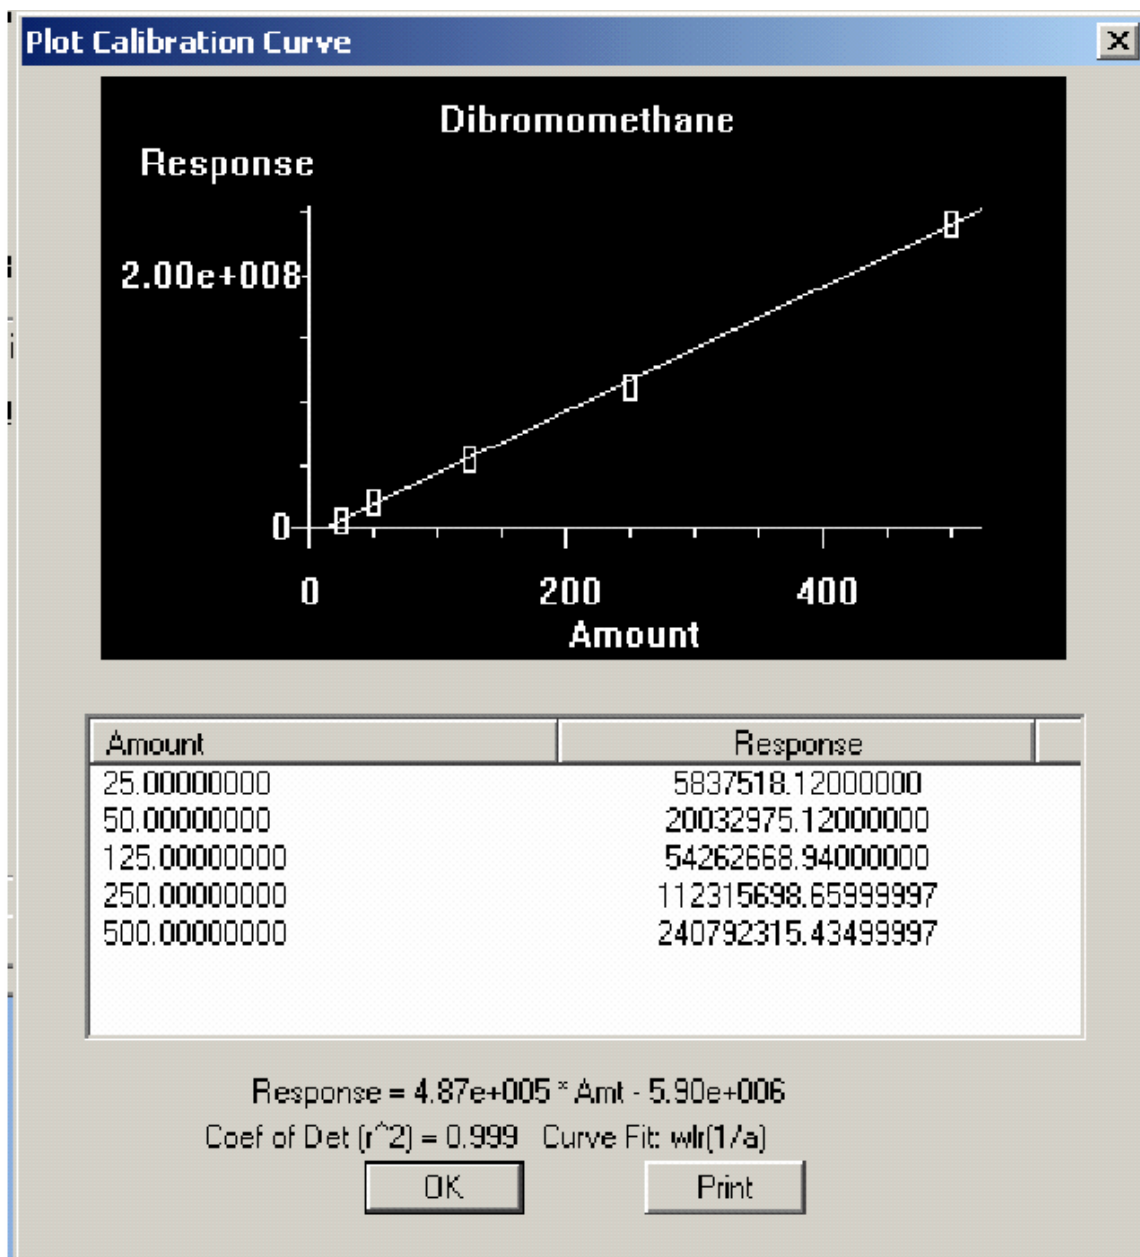 Plot Calibration Curve
Dibromomethane
Response
2.00e+008
0
0 200 400
Amount
Amount Response
25.00000000 5837518.12000000
50.00000000 20032975.12000000
125.00000000 54262668.94000000
250.00000000 112315698.65999997
500.00000000 240792315.43499997
Response = 4.87e+005 * Amt - 5.90e+006
Coef of Det (r^2) = 0.999 Curve Fit: wlr(1/a)
OK Print